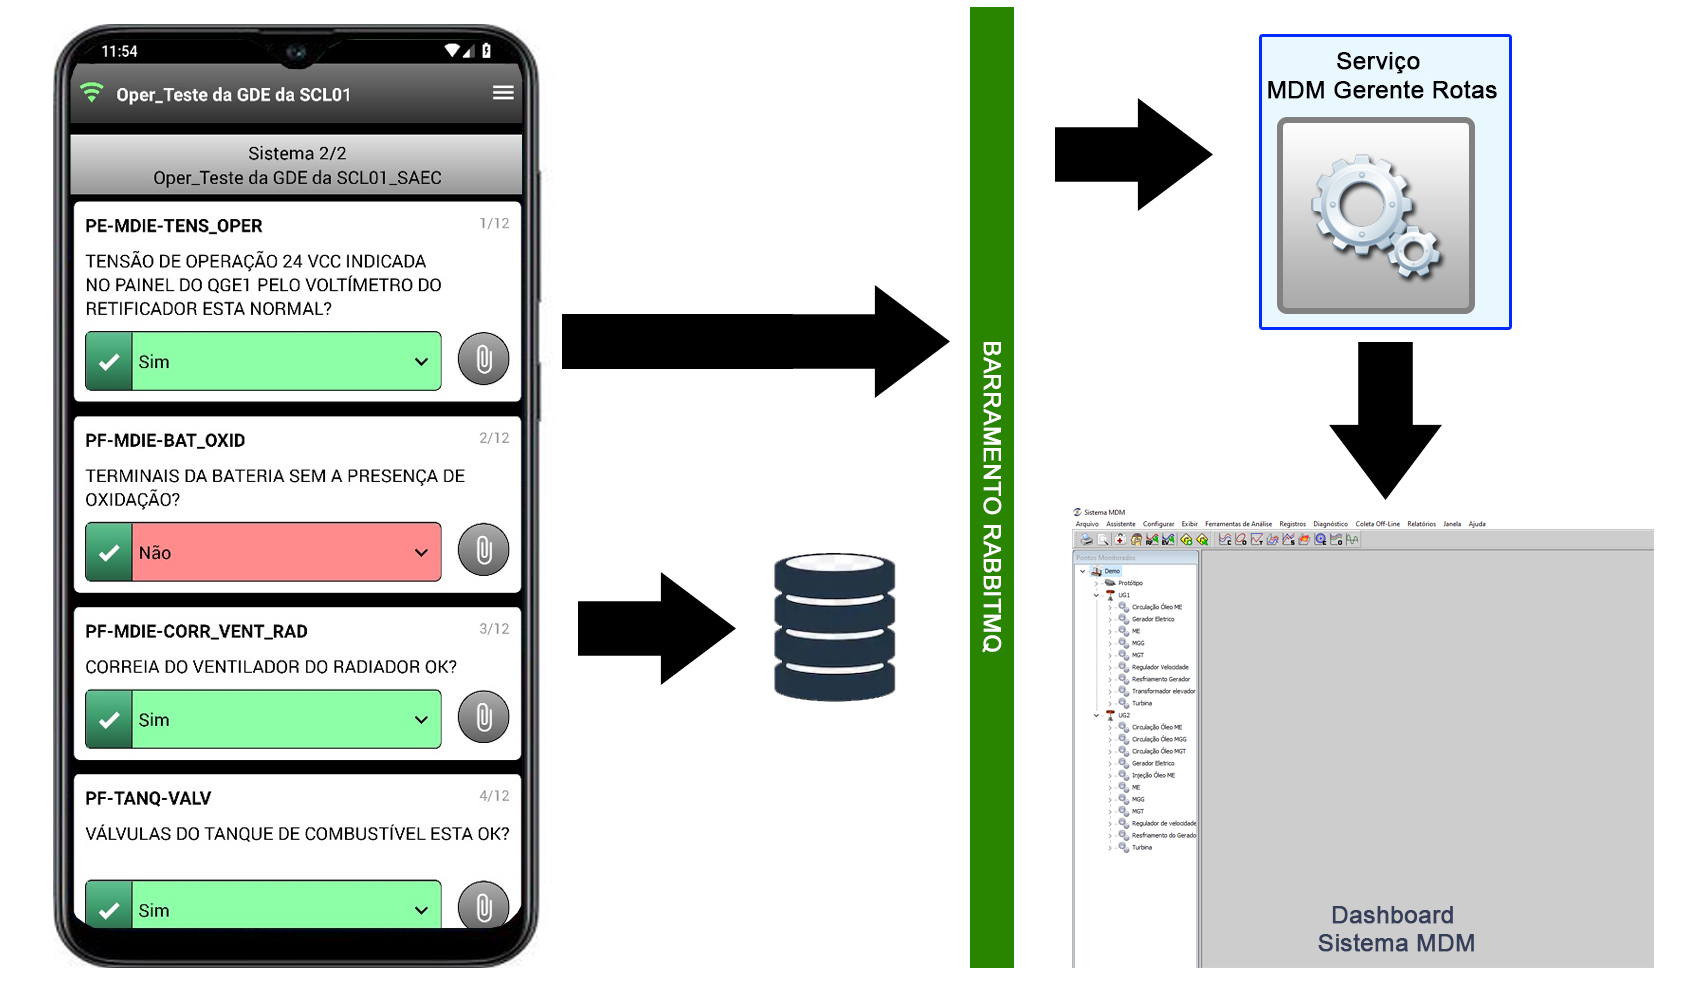 11:54
Oper_Teste da GDE da SCL01
Sistema 2/2
Oper_Teste da GDE da SCL01_SAEC
PE-MDIE-TENS_OPER
1/12
TENSÃO DE OPERAÇÃO 24 VCC INDICADA
NO PAINEL DO QGE1 PELO VOLTÍMETRO DO
RETIFICADOR ESTA NORMAL?
Sim
PF-MDIE-BAT_OXID
2/12
TERMINAIS DA BATERIA SEM A PRESENÇA DE
OXIDAÇÃO?
Não
PF-MDIE-CORR_VENT_RAD
3/12
CORREIA DO VENTILADOR DO RADIADOR OK?
Sim
PF-TANQ-VALV
4/12
VÁLVULAS DO TANQUE DE COMBUSTÍVEL ESTA OK?
Sim
BARRAMENTO RABBITMQ
Serviço
MDM Gerente Rotas
Sistema MDM
Arquivo Assistente Configurar Exibir Ferramentas de Análise Registros Diagnóstico Coleta Off-Line Relatórios Janela Ajuda
Pontos Monitorados
Demo
Protótipo
UG1
Circulação Óleo ME
Gerador Eletrico
ME
MGG
MGT
Regulador Velocidade
Resfriamento Gerador
Transformador elevador
Turbina
UG2
Circulação Óleo ME
Circulação Óleo MGG
Circulação Óleo MGT
Gerador Eletrico
Injeção Óleo ME
ME
MGG
MGT
Regulador de velocidade
Resfriamento do Gerado
Turbina
Dashboard
Sistema MDM